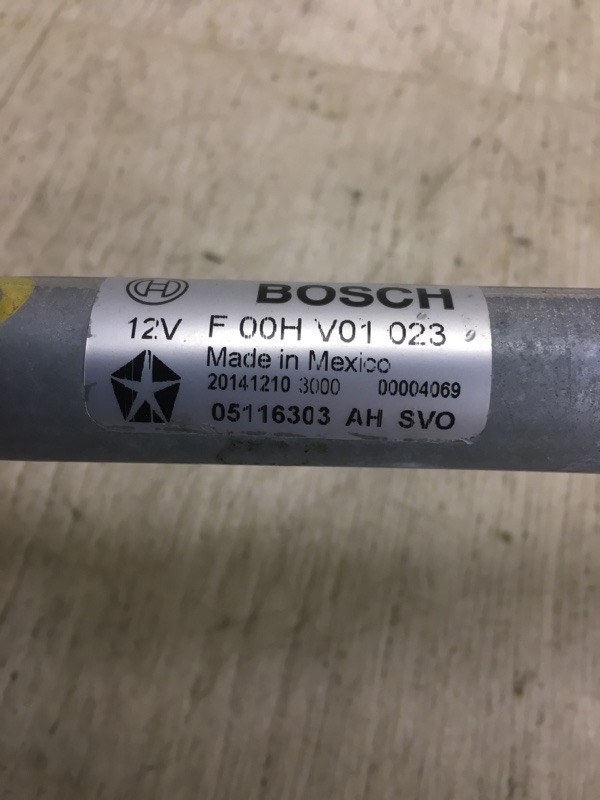 BOSCH
12V F 00H V01 023
Made in Mexico
20141210 3000 00004069
05116303 AH SVO